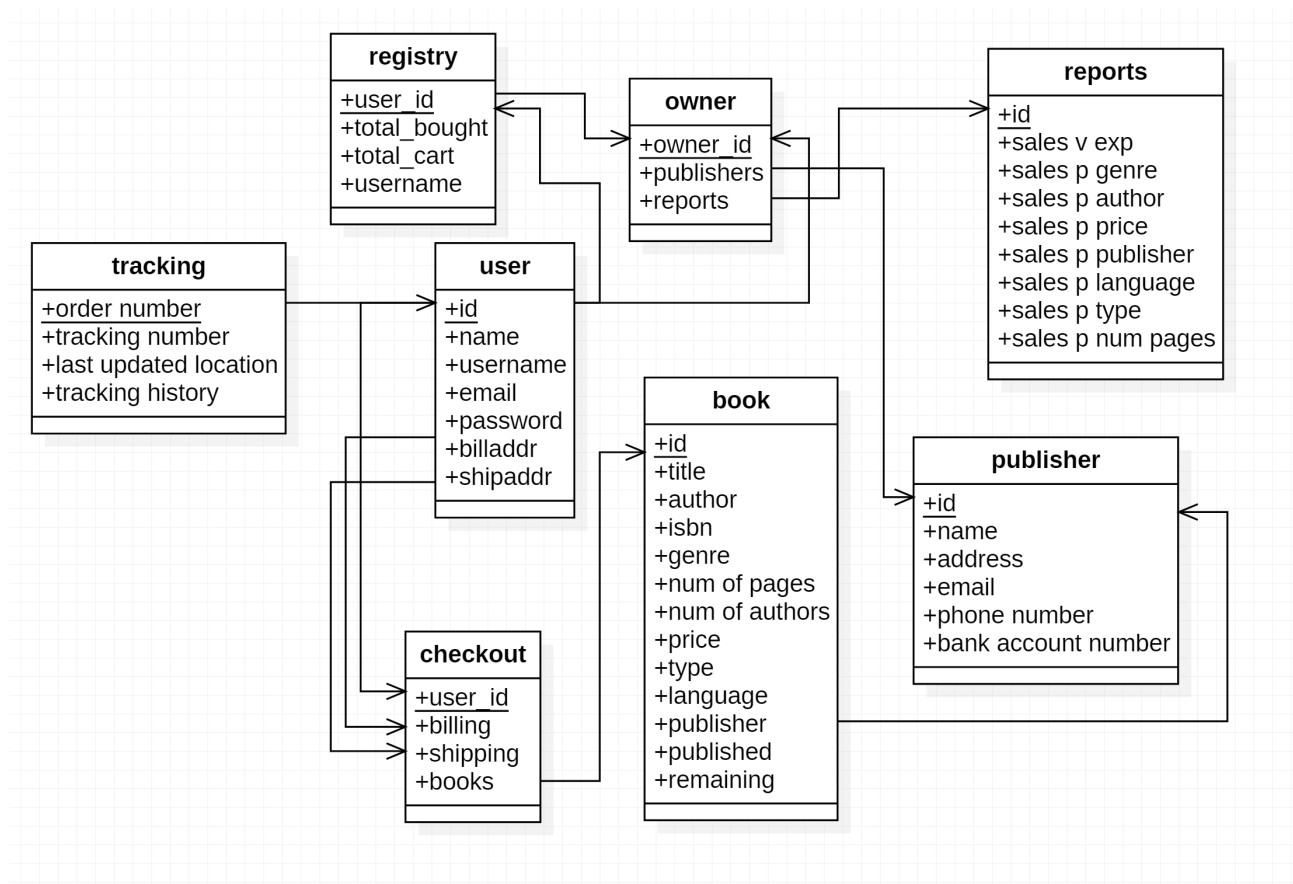 registry
+user_id
+total_bought
+total_cart
+username
owner
+owner_id
+publishers
+reports
reports
+id
+sales v exp
+sales p genre
+sales p author
+sales p price
+sales p publisher
+sales p language
+sales p type
+sales p num pages
tracking
+order number
+tracking number
+last updated location
+tracking history
user
+id
+name
+username
+email
+password
+billaddr
+shipaddr
book
+id
+title
+author
+isbn
+genre
+num of pages
+num of authors
+price
+type
+language
+publisher
+published
+remaining
publisher
+id
+name
+address
+email
+phone number
+bank account number
checkout
+user_id
+billing
+shipping
+books